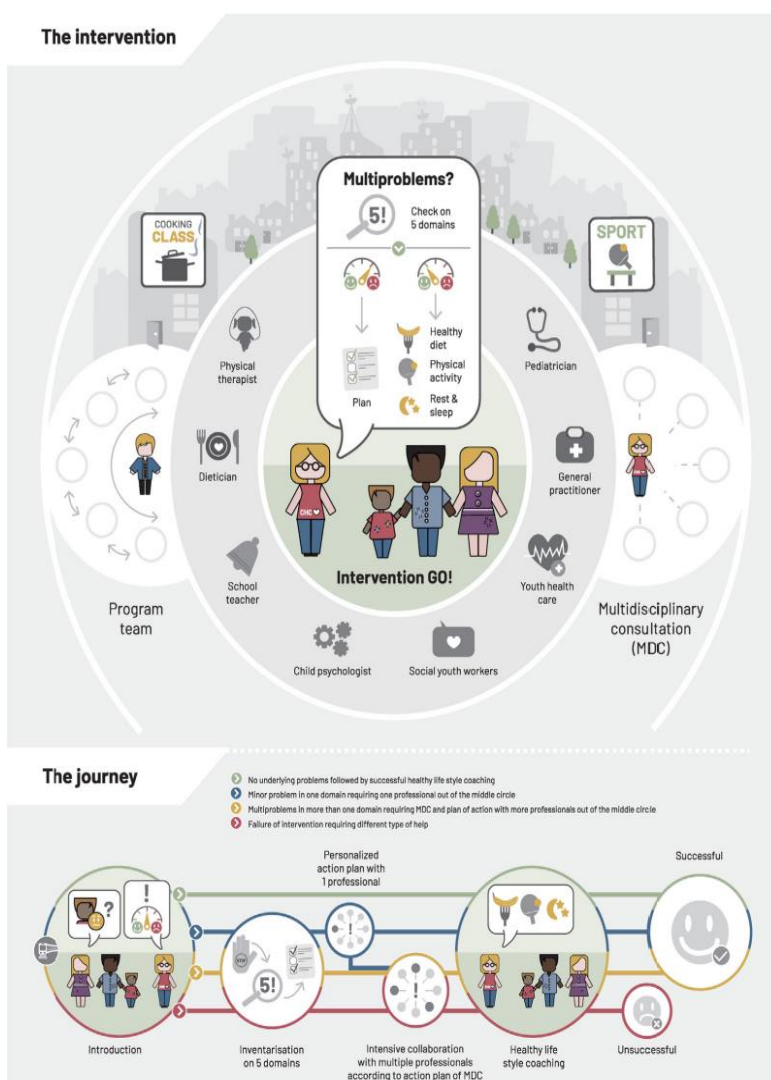 The intervention
Multiproblems?
5!
Check on
5 domains
COOKING
CLASS
SPORT
Healthy
diet
Physical
activity
Rest &
sleep
Plan
Physical
therapist
Pediatrician
Dietician
General
practitioner
CHC
Intervention GO!
School
teacher
Youth health
care
Program
team
Multidisciplinary
consultation
(MDC)
Child psychologist
Social youth workers
The journey
No underlying problems followed by successful healthy life style coaching
Minor problem in one domain requiring one professional out of the middle circle
Multiproblems in more than one domain requiring MDC and plan of action with more professionals out of the middle circle
Failure of intervention requiring different type of help
Personalized
action plan with
1 professional
Successful
?
!
!
5!
!
Introduction
Inventarisation
on 5 domains
Intensive collaboration
with multiple professionals
according to action plan of MDC
Healthy life
style coaching
Unsuccessful